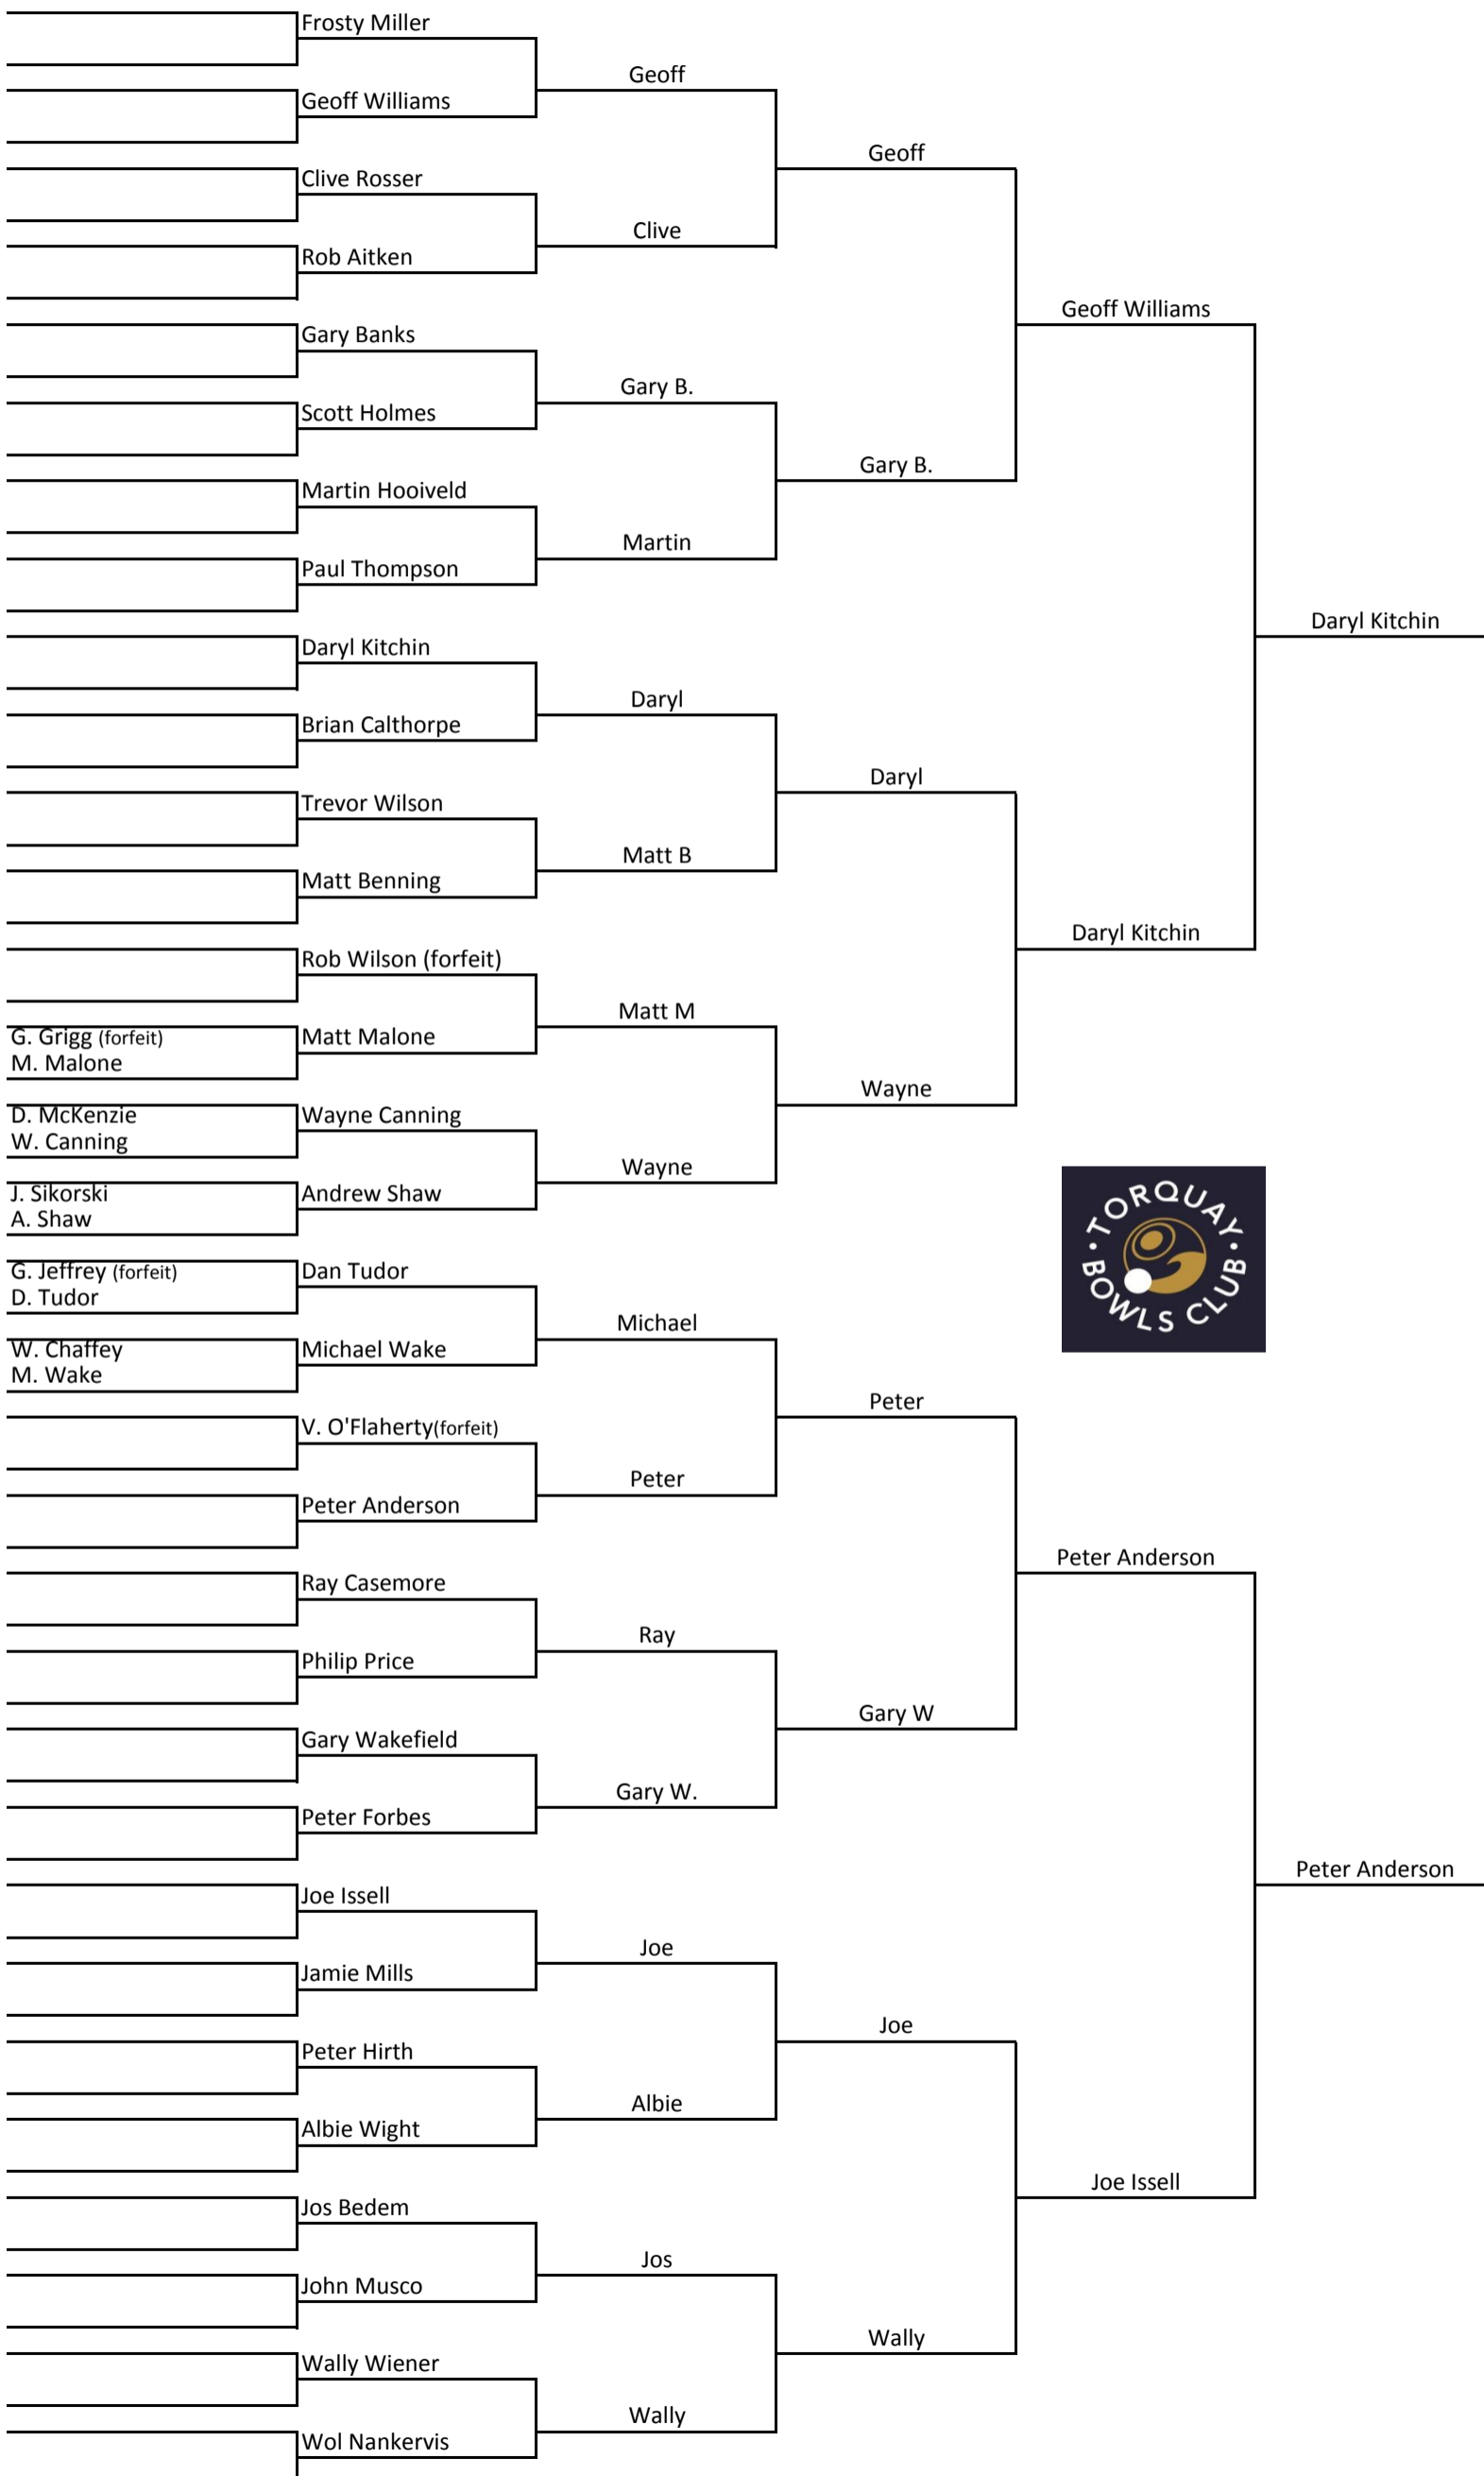 Frosty Miller
Geoff
Geoff Williams
Geoff
Clive Rosser
Clive
Rob Aitken
Geoff Williams
Gary Banks
Gary B.
Scott Holmes
Gary B.
Martin Hooiveld
Martin
Paul Thompson
Daryl Kitchin
Daryl Kitchin
Daryl
Brian Calthorpe
Daryl
Trevor Wilson
Matt B
Matt Benning
Daryl Kitchin
Rob Wilson (forfeit)
Matt M
G. Grigg (forfeit)
Matt Malone
M. Malone
Wayne
D. McKenzie
Wayne Canning
W. Canning
Wayne
J. Sikorski
Andrew Shaw
A. Shaw
TORQUAY
BOWLS CLUB
G. Jeffrey (forfeit)
Dan Tudor
D. Tudor
Michael
W. Chaffey
Michael Wake
M. Wake
Peter
V. O'Flaherty(forfeit)
Peter
Peter Anderson
Peter Anderson
Ray Casemore
Ray
Philip Price
Gary W
Gary Wakefield
Gary W.
Peter Forbes
Peter Anderson
Joe Issell
Joe
Jamie Mills
Joe
Peter Hirth
Albie
Albie Wight
Joe Issell
Jos Bedem
Jos
John Musco
Wally
Wally Wiener
Wally
Wol Nankervis